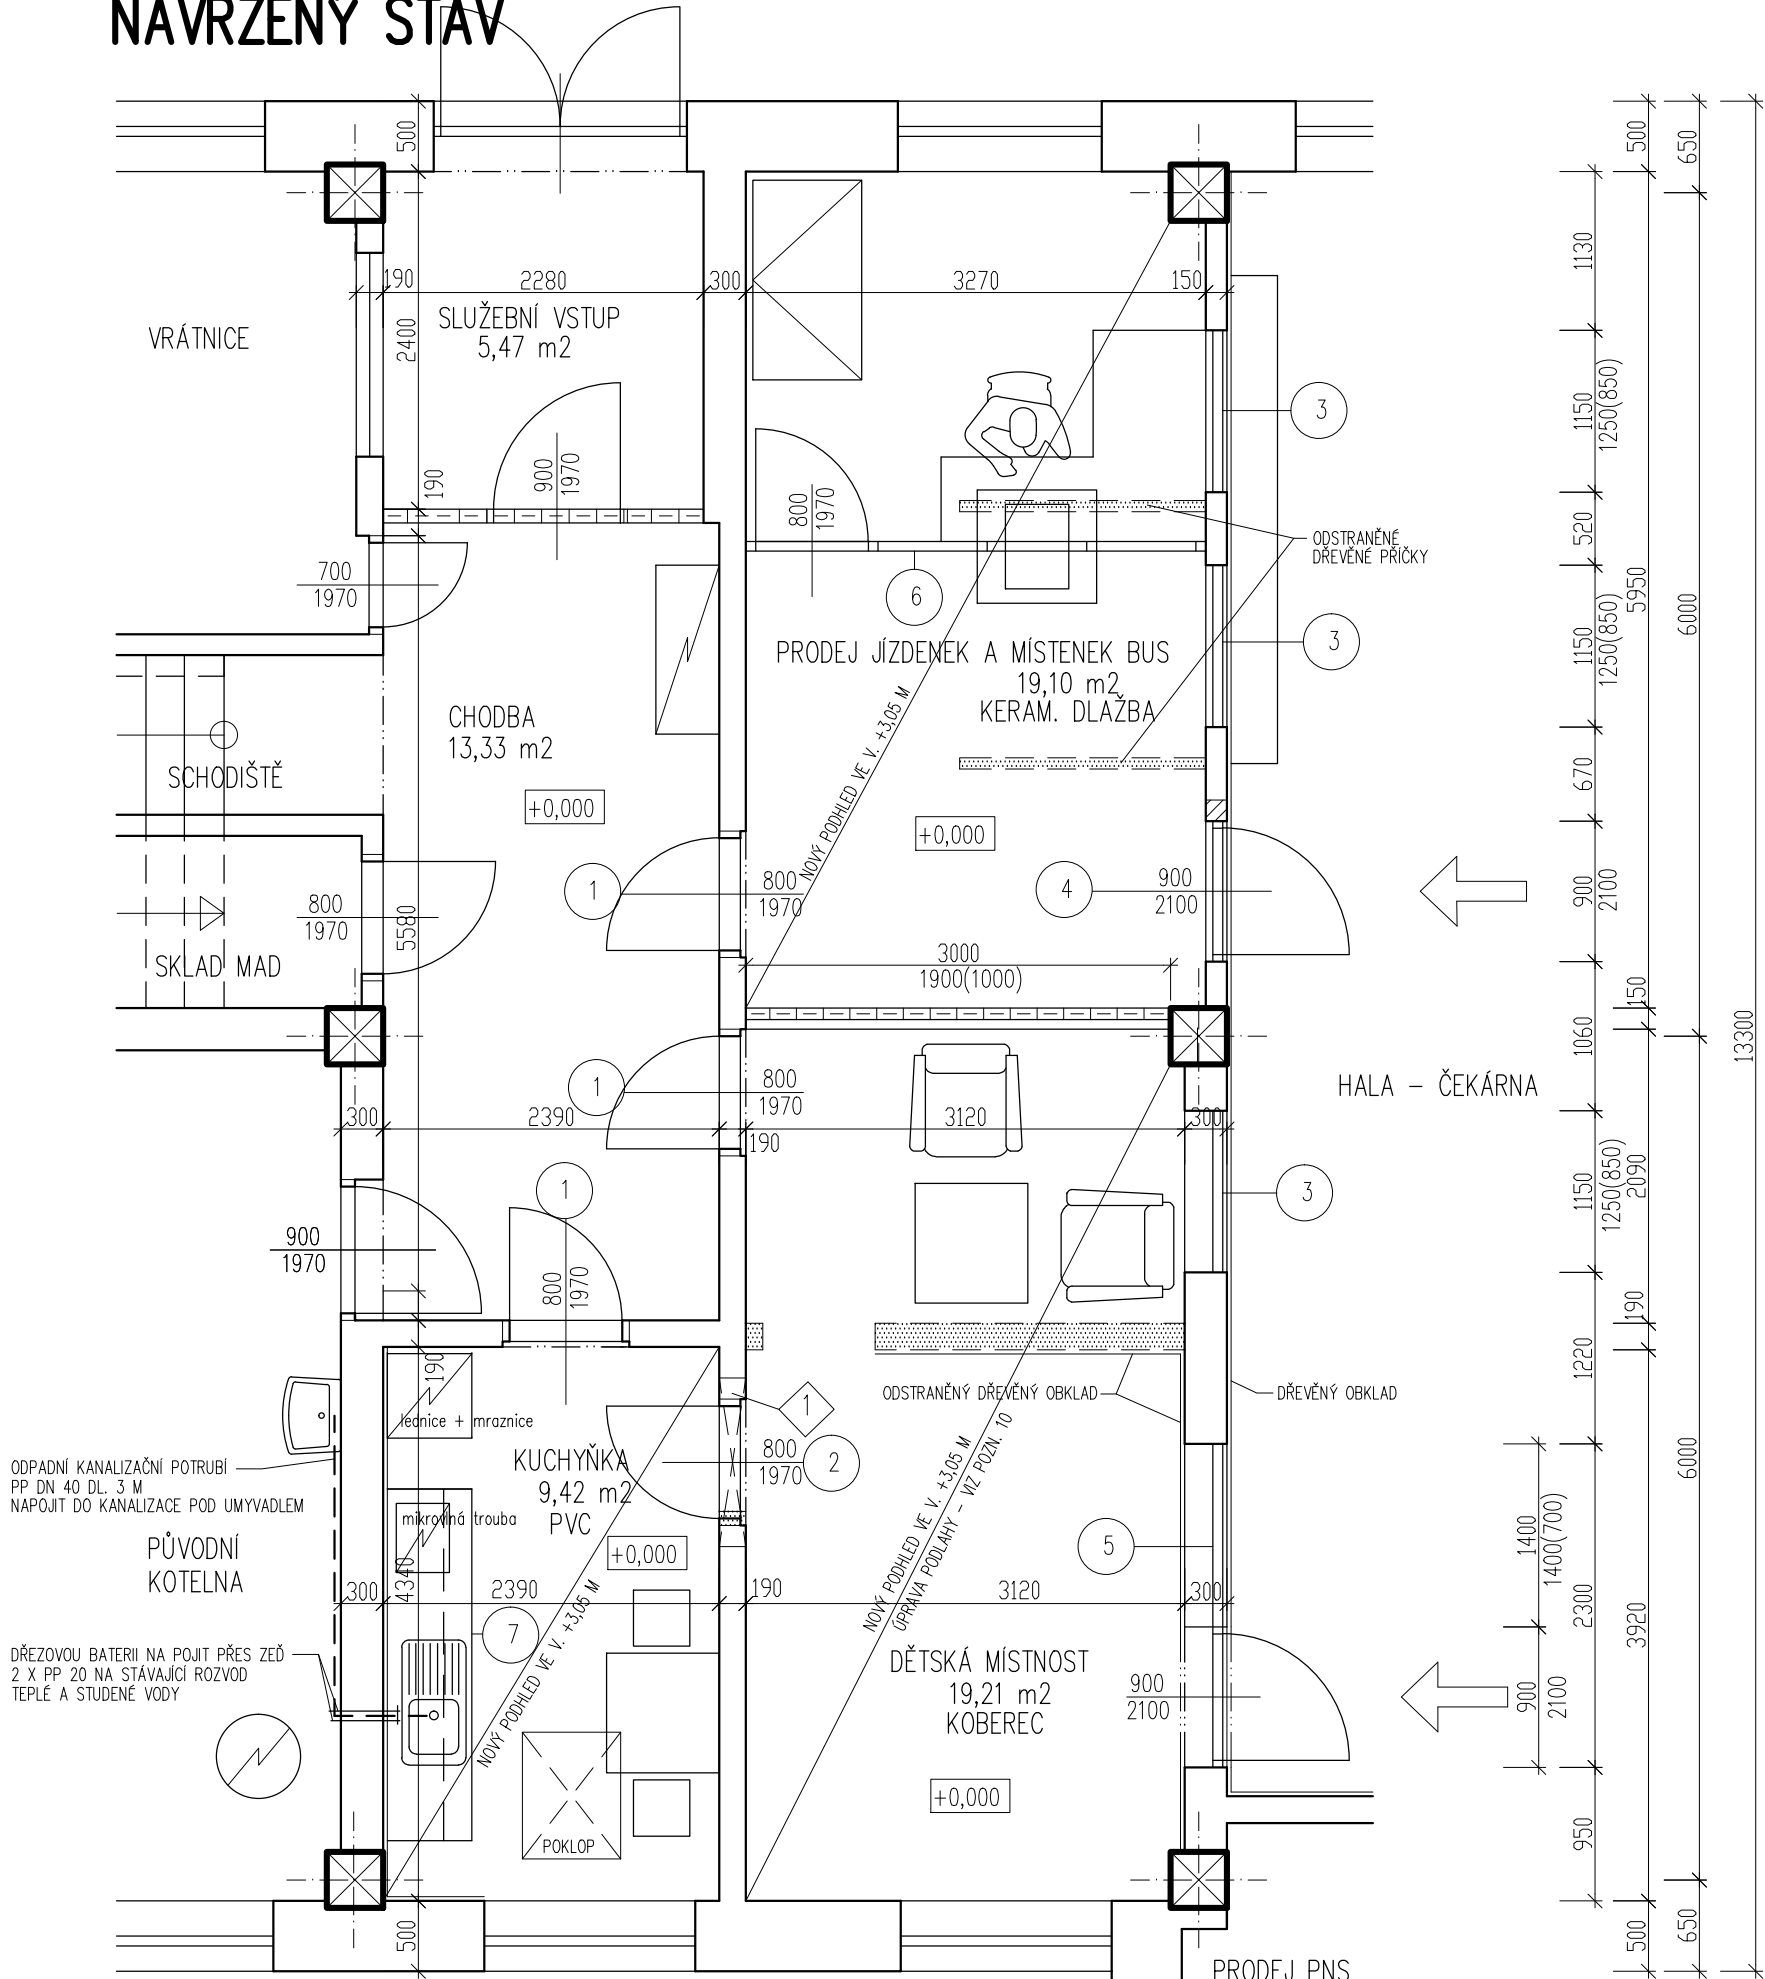 NAVRŽENÝ STAV
500
500
650
190
2280
300
3270
150
1130
VRÁTNICE
SLUŽEBNÍ VSTUP
5,47 m2
2400
3
1150
1250(850)
190
900
1970
800
1970
520
ODSTRANĚNÉ
DŘEVĚNÉ PŘÍČKY
5950
6000
700
1970
6
3
1150
1250(850)
PRODEJ JÍZDENEK A MÍSTENEK BUS
19,10 m2
KERAM. DLAŽBA
CHODBA
13,33 m2
NOVÝ PODHLED VE V. +3,05 M
SCHODIŠTĚ
670
+0,000
+0,000
1
800
1970
4
900
2100
900
2100
800
1970
5580
SKLAD MAD
3000
1900(1000)
150
1060
13300
1
800
1970
HALA - ČEKÁRNA
300
2390
190
3120
300
1150
1250(850)
2090
1
3
900
1970
800
1970
190
1220
190
ODSTRANĚNÝ DŘEVĚNÝ OBKLAD
DŘEVĚNÝ OBKLAD
1
lednice + mraznice
KUCHYŇKA
9,42 m2
PVC
800
1970
2
ODPADNÍ KANALIZAČNÍ POTRUBÍ
PP DN 40 DL. 3 M
NAPOJIT DO KANALIZACE POD UMYVADLEM
6000
mikrovlná trouba
+0,000
NOVÝ PODHLED VE V. +3,05 M
ÚPRAVA PODLAHY - VIZ POZN. 10
5
1400
1400(700)
PŮVODNÍ
KOTELNA
300
4340
2390
190
3120
300
2300
3920
7
NOVÝ PODHLED VE V. +3,05 M
DŘEZOVOU BATERII NA POJIT PŘES ZEĎ
2 X PP 20 NA STÁVAJÍCÍ ROZVOD
TEPLÉ A STUDENÉ VODY
DĚTSKÁ MÍSTNOST
19,21 m2
KOBEREC
900
2100
900
2100
+0,000
POKLOP
950
500
500
650
PRODEJ PNS